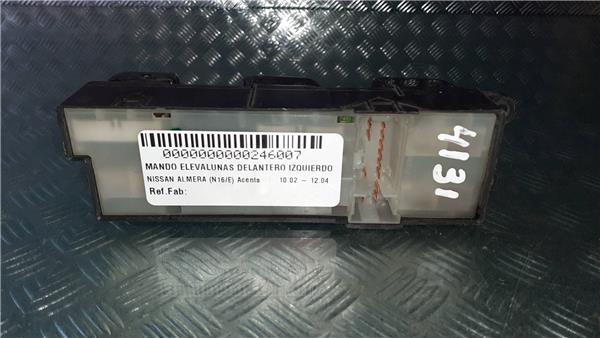 0000000000246007
MANDO ELEVALUNAS DELANTERO IZQUIERDO
NISSAN ALMERA (N16/E) Acenta 10.02 - 12.04
Ref.Fab:
4131